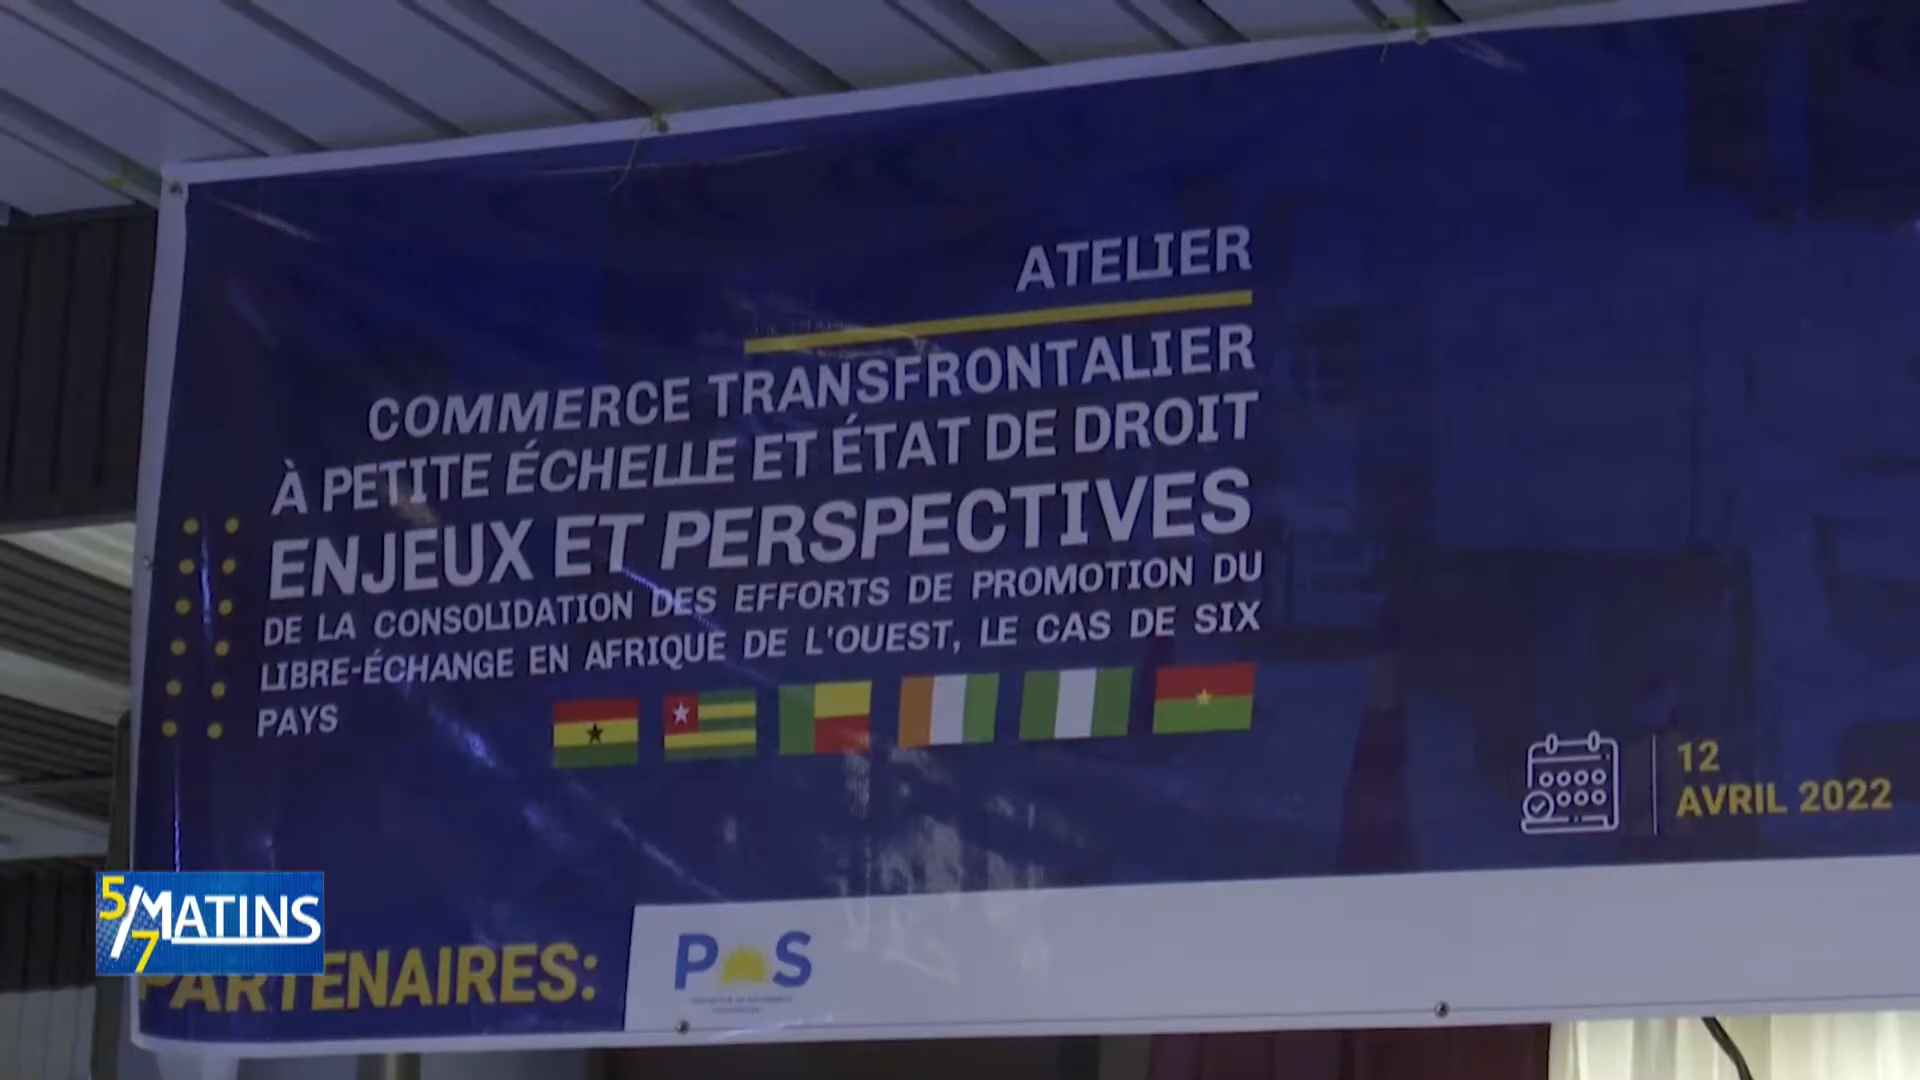 ATELIER
COMMERCE TRANSFRONTALIER
À PETITE ÉCHELLE ET ÉTAT DE DROIT
ENJEUX ET PERSPECTIVES
DE LA CONSOLIDATION DES EFFORTS DE PROMOTION DU
LIBRE-ÉCHANGE EN AFRIQUE DE L'OUEST, LE CAS DE SIX
PAYS
12
AVRIL 2022
5/7 MATINS
PARTENAIRES:
P S